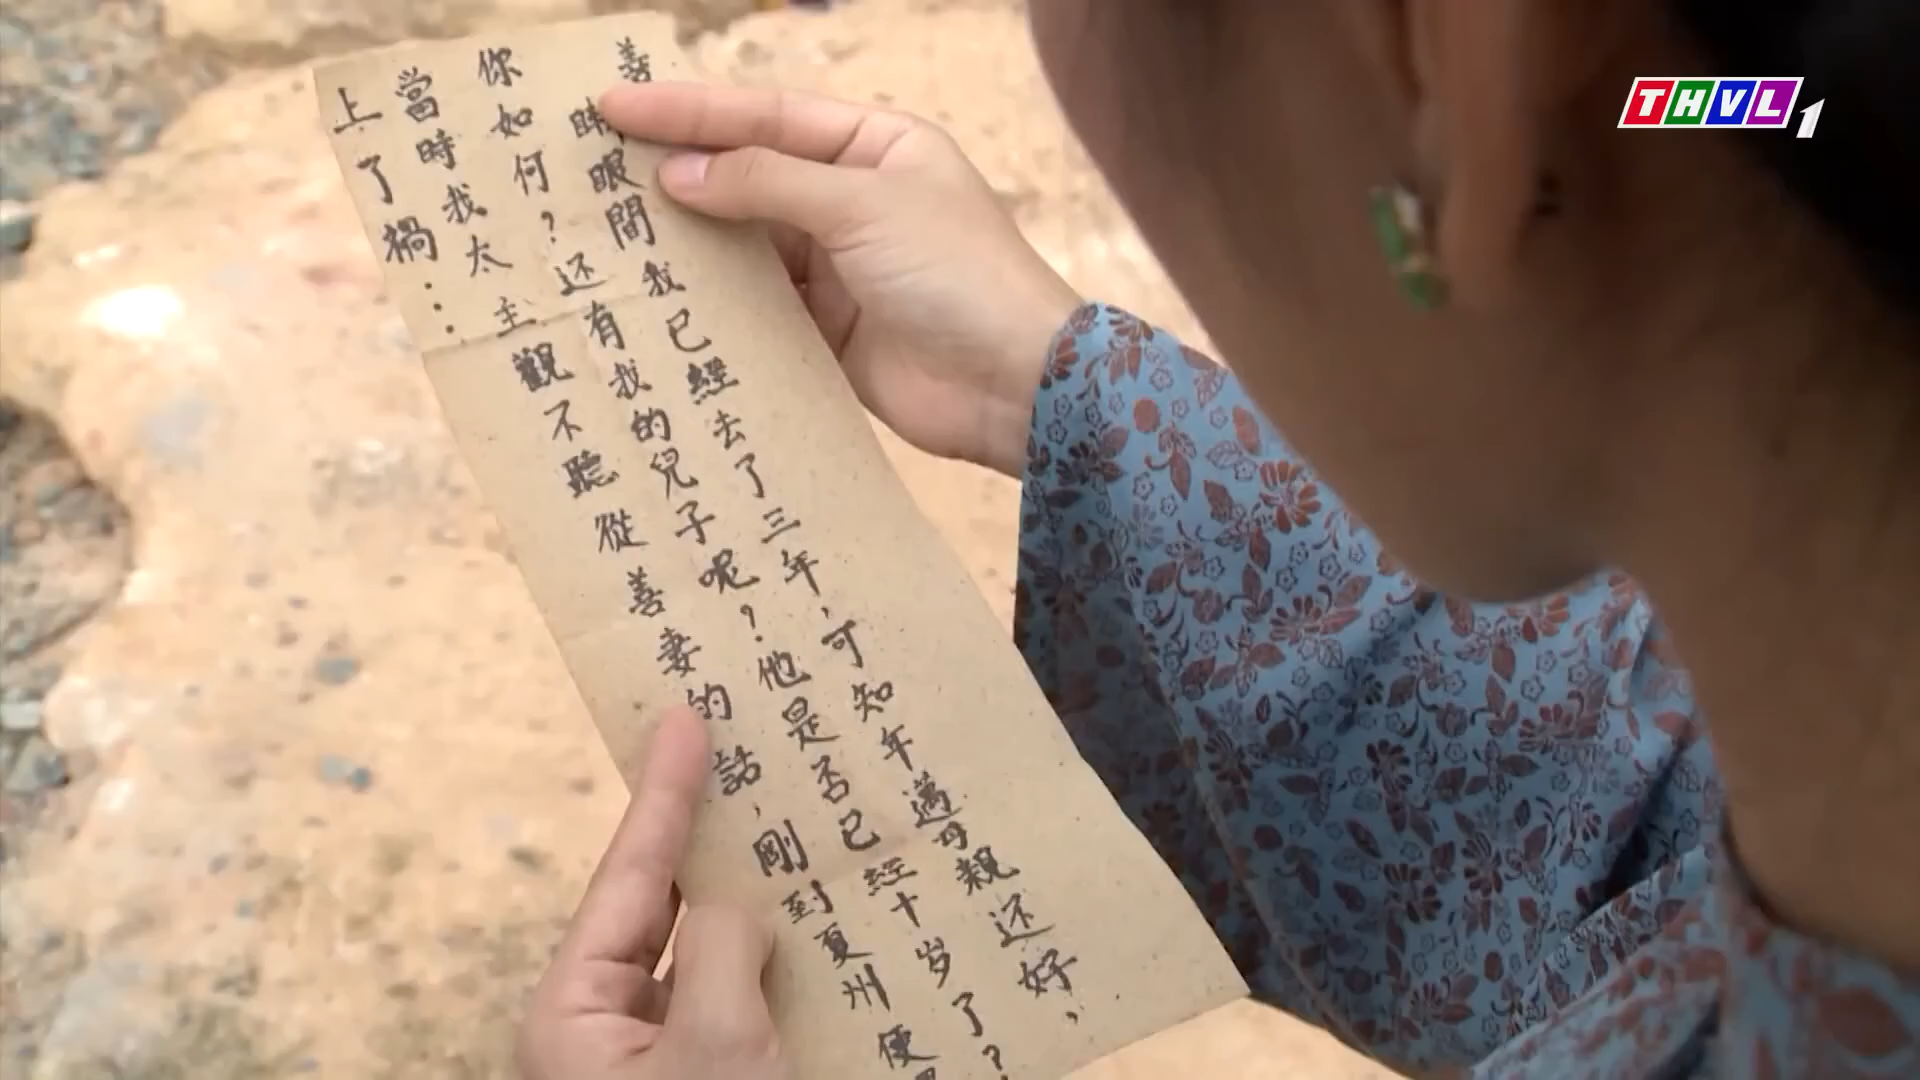 善
瞬眼間我已經去了三年，可知年邁母親还好，
你如何？还有我的兒子呢？他是否已經十岁了？
當時我太主觀不聽從善妻的話，剛到夏州便
上了禍...
THVL1